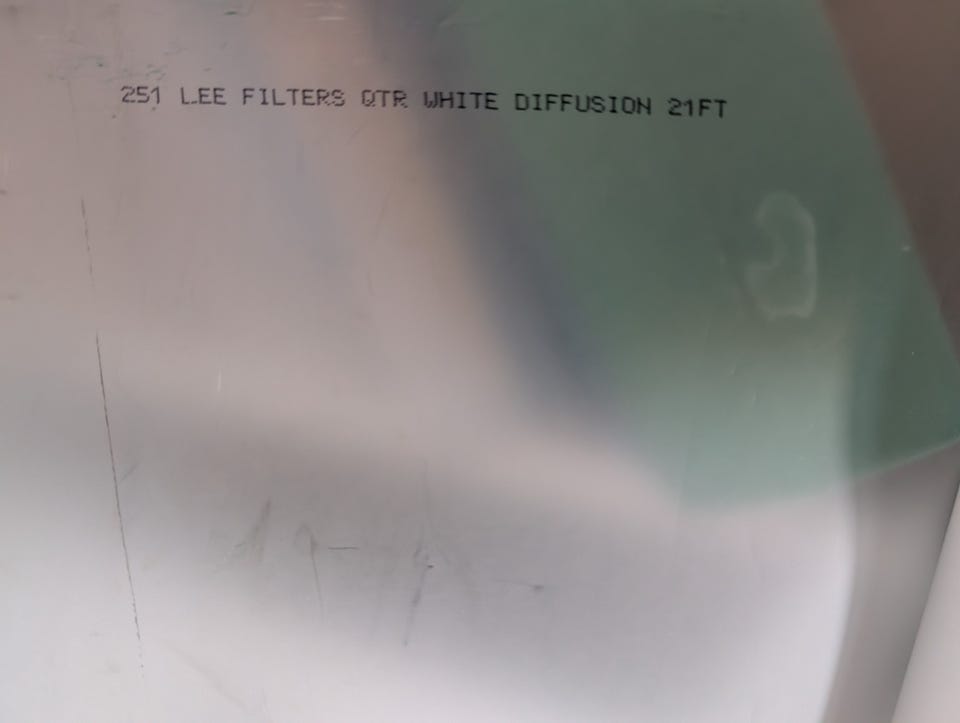 251 LEE FILTERS QTR WHITE DIFFUSION 21FT